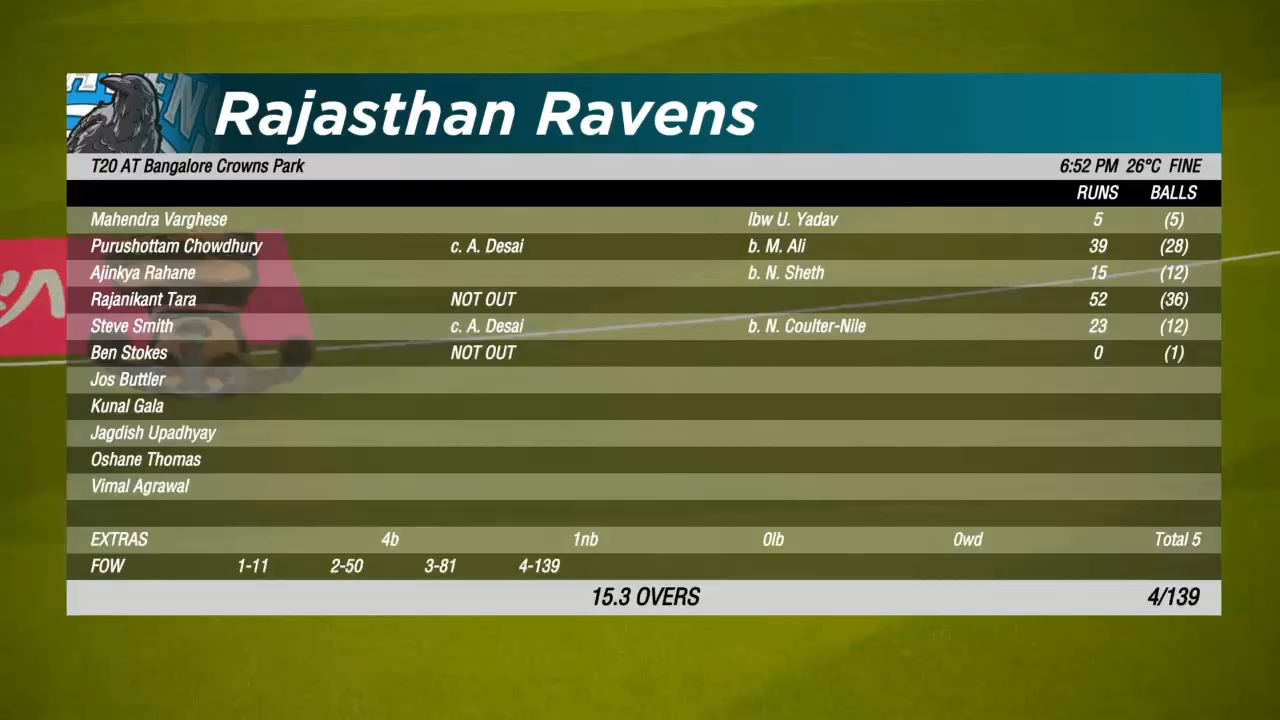 Rajasthan Ravens
T20 AT Bangalore Crowns Park 6:52 PM 26°C FINE
RUNS BALLS
Mahendra Varghese lbw U. Yadav 5 (5)
Purushottam Chowdhury c. A. Desai b. M. Ali 39 (28)
Ajinkya Rahane b. N. Sheth 15 (12)
Rajanikant Tara NOT OUT 52 (36)
Steve Smith c. A. Desai b. N. Coulter-Nile 23 (12)
Ben Stokes NOT OUT 0 (1)
Jos Buttler
Kunal Gala
Jagdish Upadhyay
Oshane Thomas
Vimal Agrawal
EXTRAS 4b 1nb 0lb 0wd Total 5
FOW 1-11 2-50 3-81 4-139
15.3 OVERS 4/139